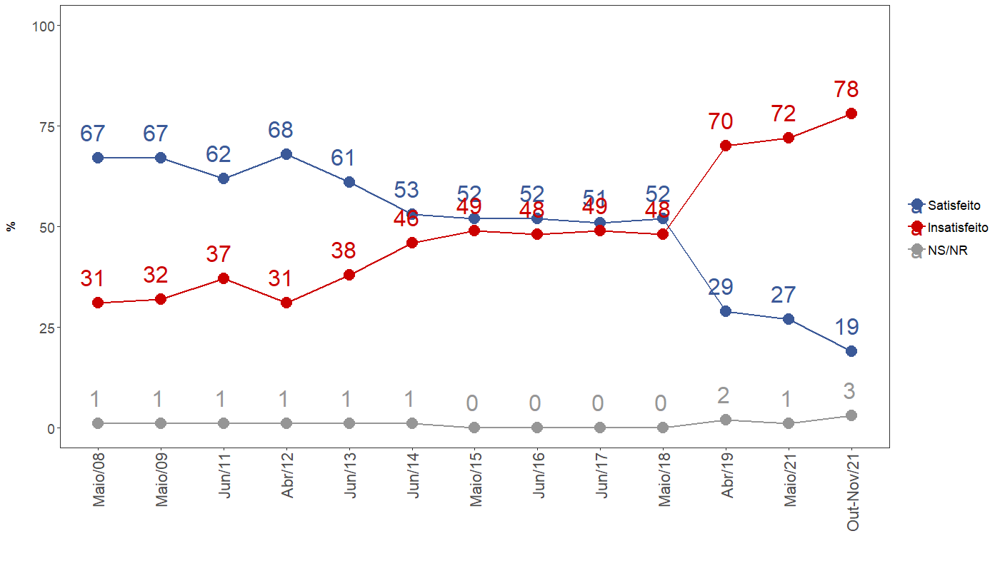 100
75
50
25
0
%
67 67 62 68 61 53 52 52 51 52 29 27 19
31 32 37 31 38 46 49 48 49 48 70 72 78
1 1 1 1 1 1 0 0 0 0 2 1 3
Maio/08
Maio/09
Jun/11
Abr/12
Jun/13
Jun/14
Maio/15
Jun/16
Jun/17
Maio/18
Abr/19
Maio/21
Out-Nov/21
a Satisfeito
a Insatisfeito
a NS/NR